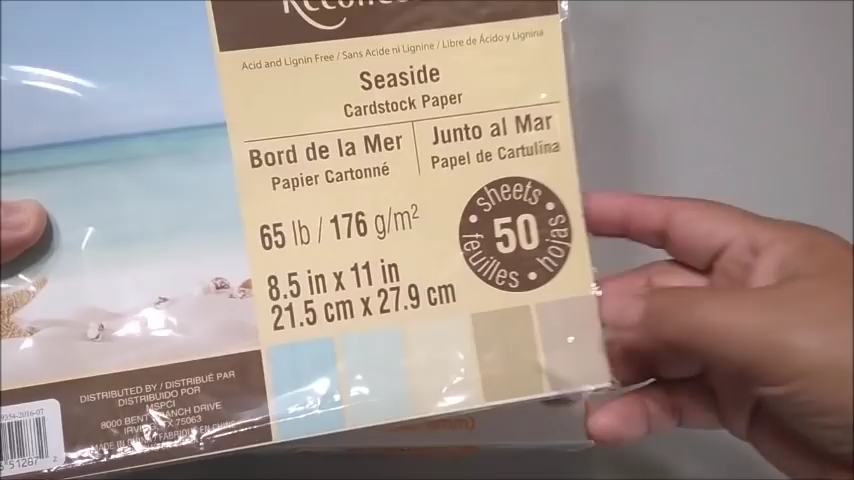 Acid and Lignin Free / Sans Acide ni Lignine / Libre de Ácido y Lignina
Seaside
Cardstock Paper
Bord de la Mer
Papier Cartonné
Junto al Mar
Papel de Cartulina
65 lb / 176 g/m²
8.5 in x 11 in
21.5 cm x 27.9 cm
sheets
50
feuilles • hojas
DISTRIBUTED BY / DISTRIBUÉ PAR
DISTRIBUIDO POR
MSPCI
8000 BENT BRANCH DRIVE
IRVING, TX 75063